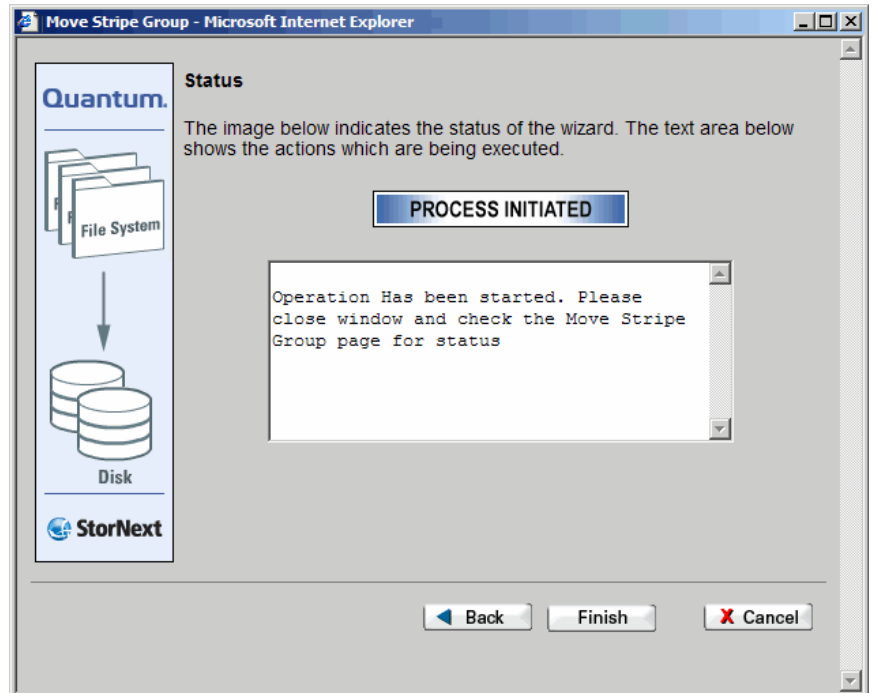 Move Stripe Group - Microsoft Internet Explorer
Quantum.
File System
Disk
StorNext
Status
The image below indicates the status of the wizard. The text area below
shows the actions which are being executed.
PROCESS INITIATED
Operation Has been started. Please
close window and check the Move Stripe
Group page for status
Back
Finish
Cancel